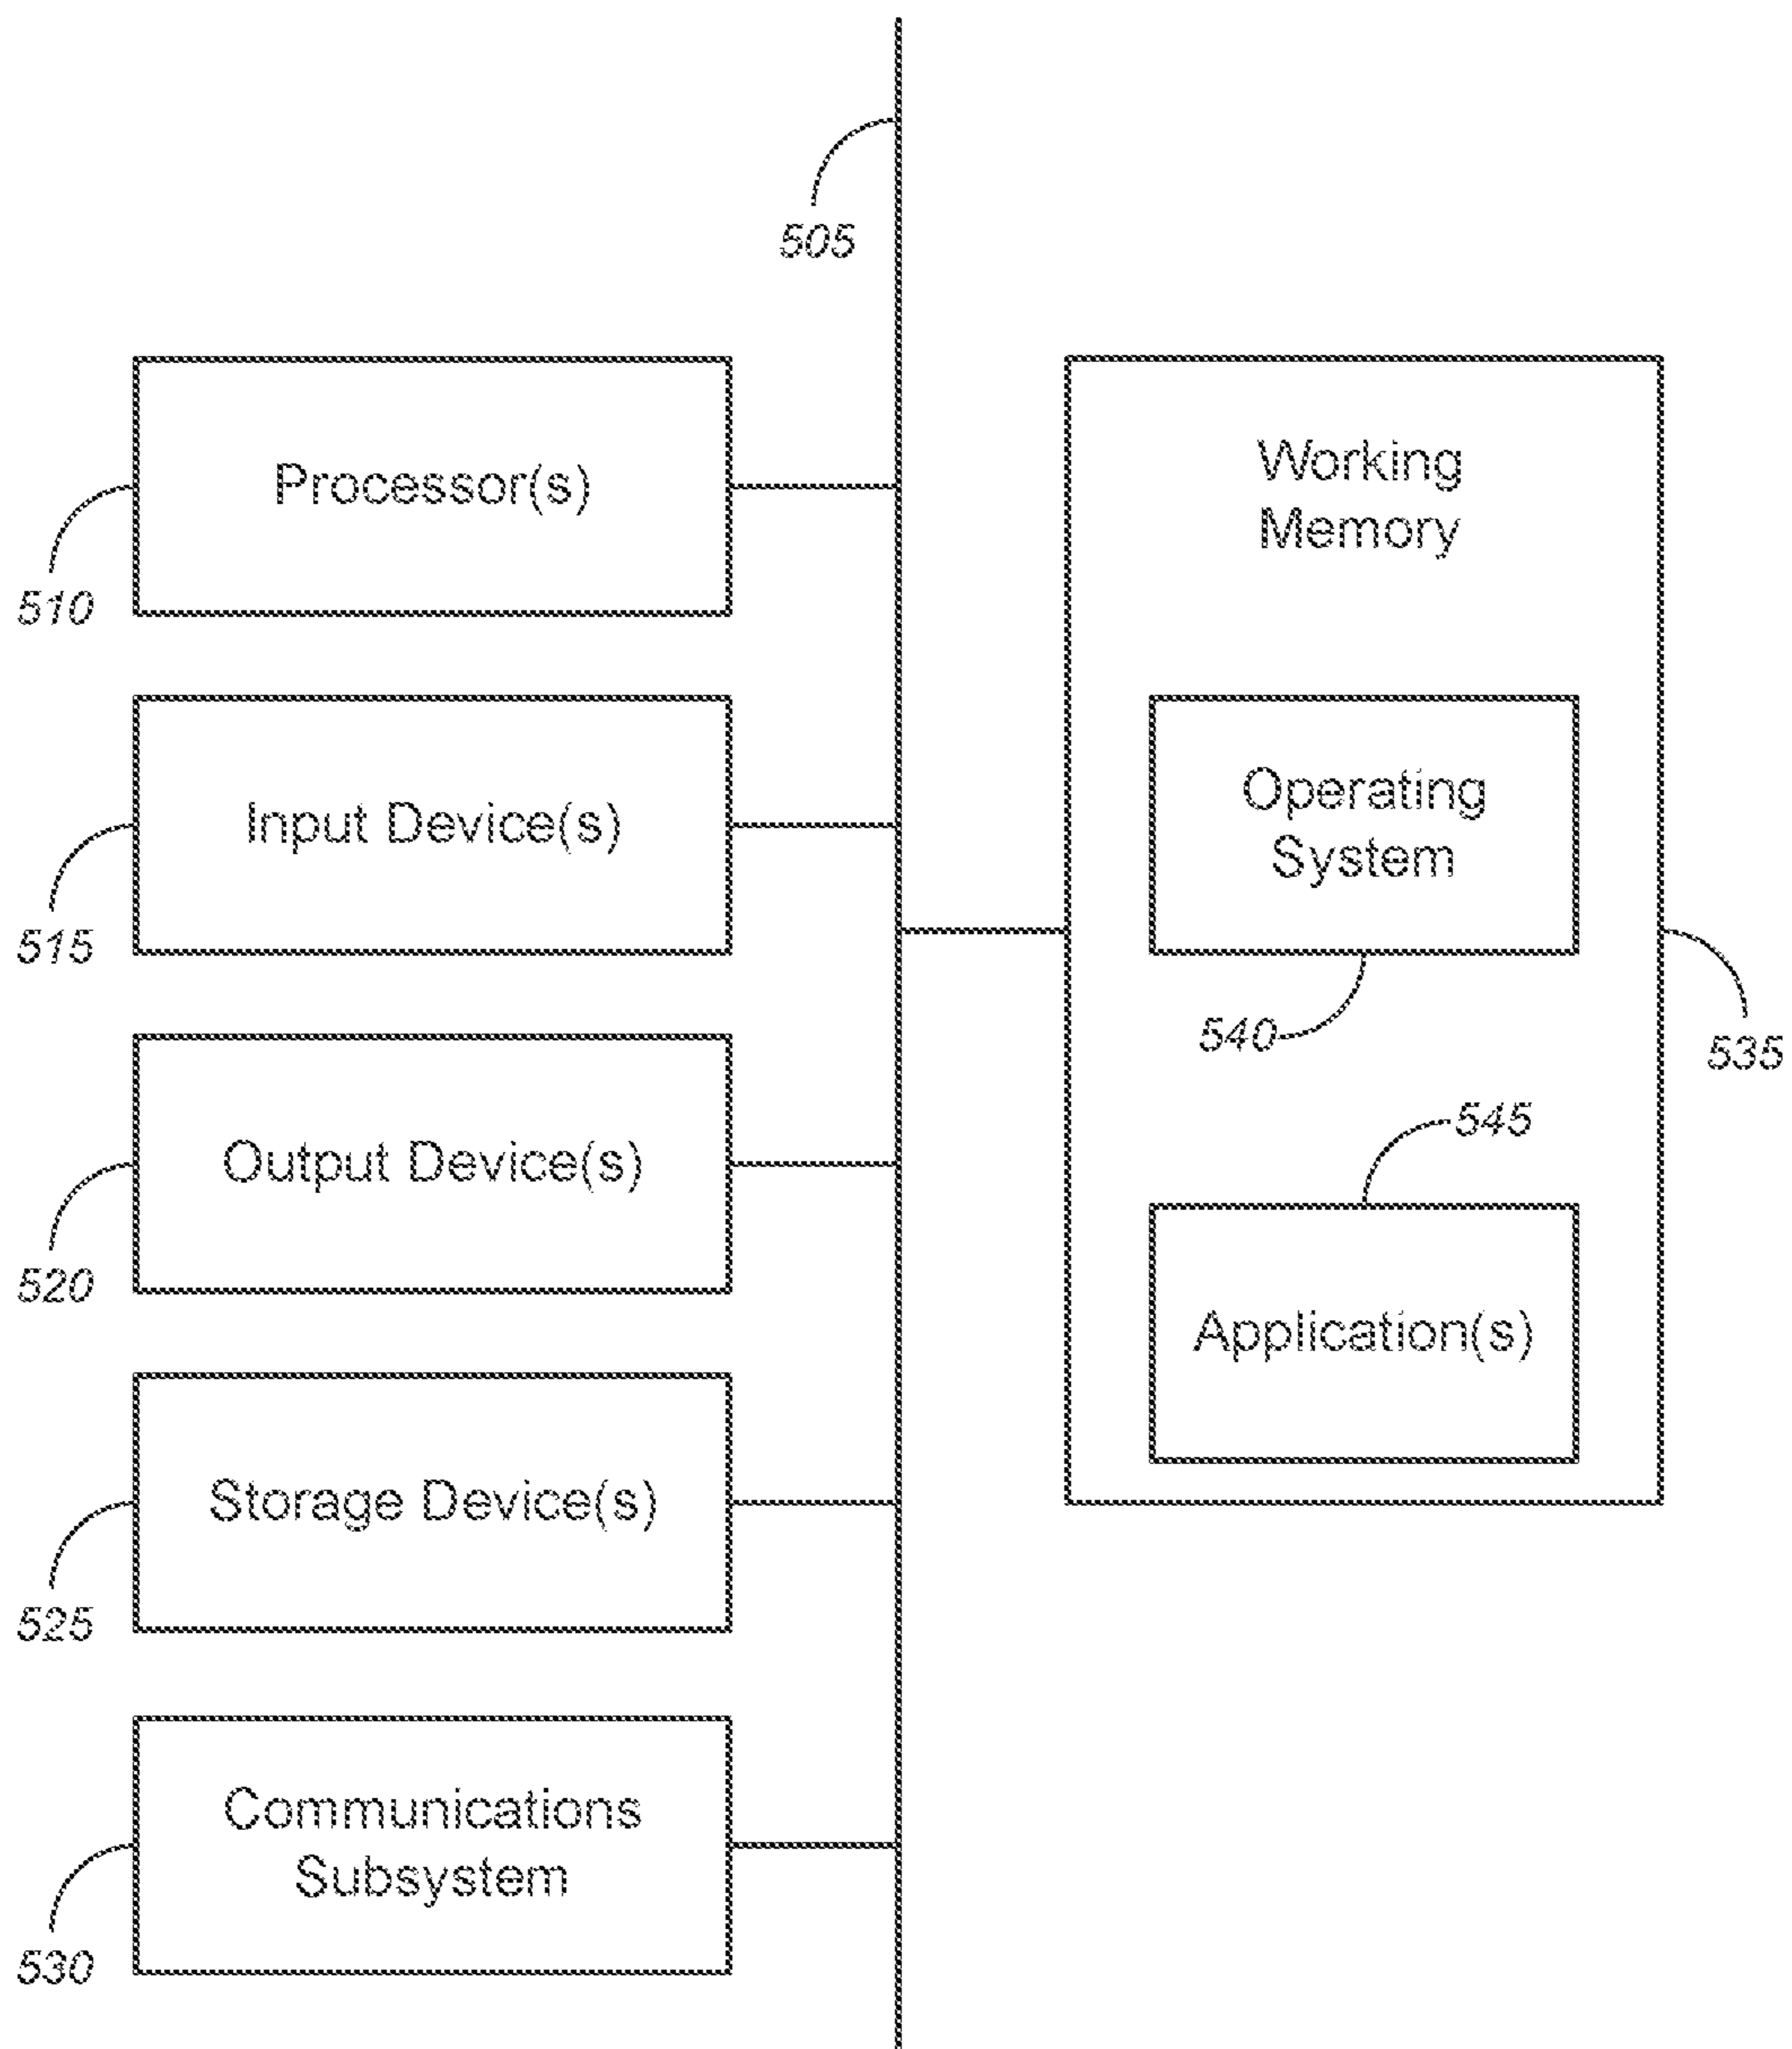 505
Processor(s)
510
Input Device(s)
515
Output Device(s)
520
Storage Device(s)
525
Communications
Subsystem
530
Working
Memory
Operating
System
540
535
545
Application(s)